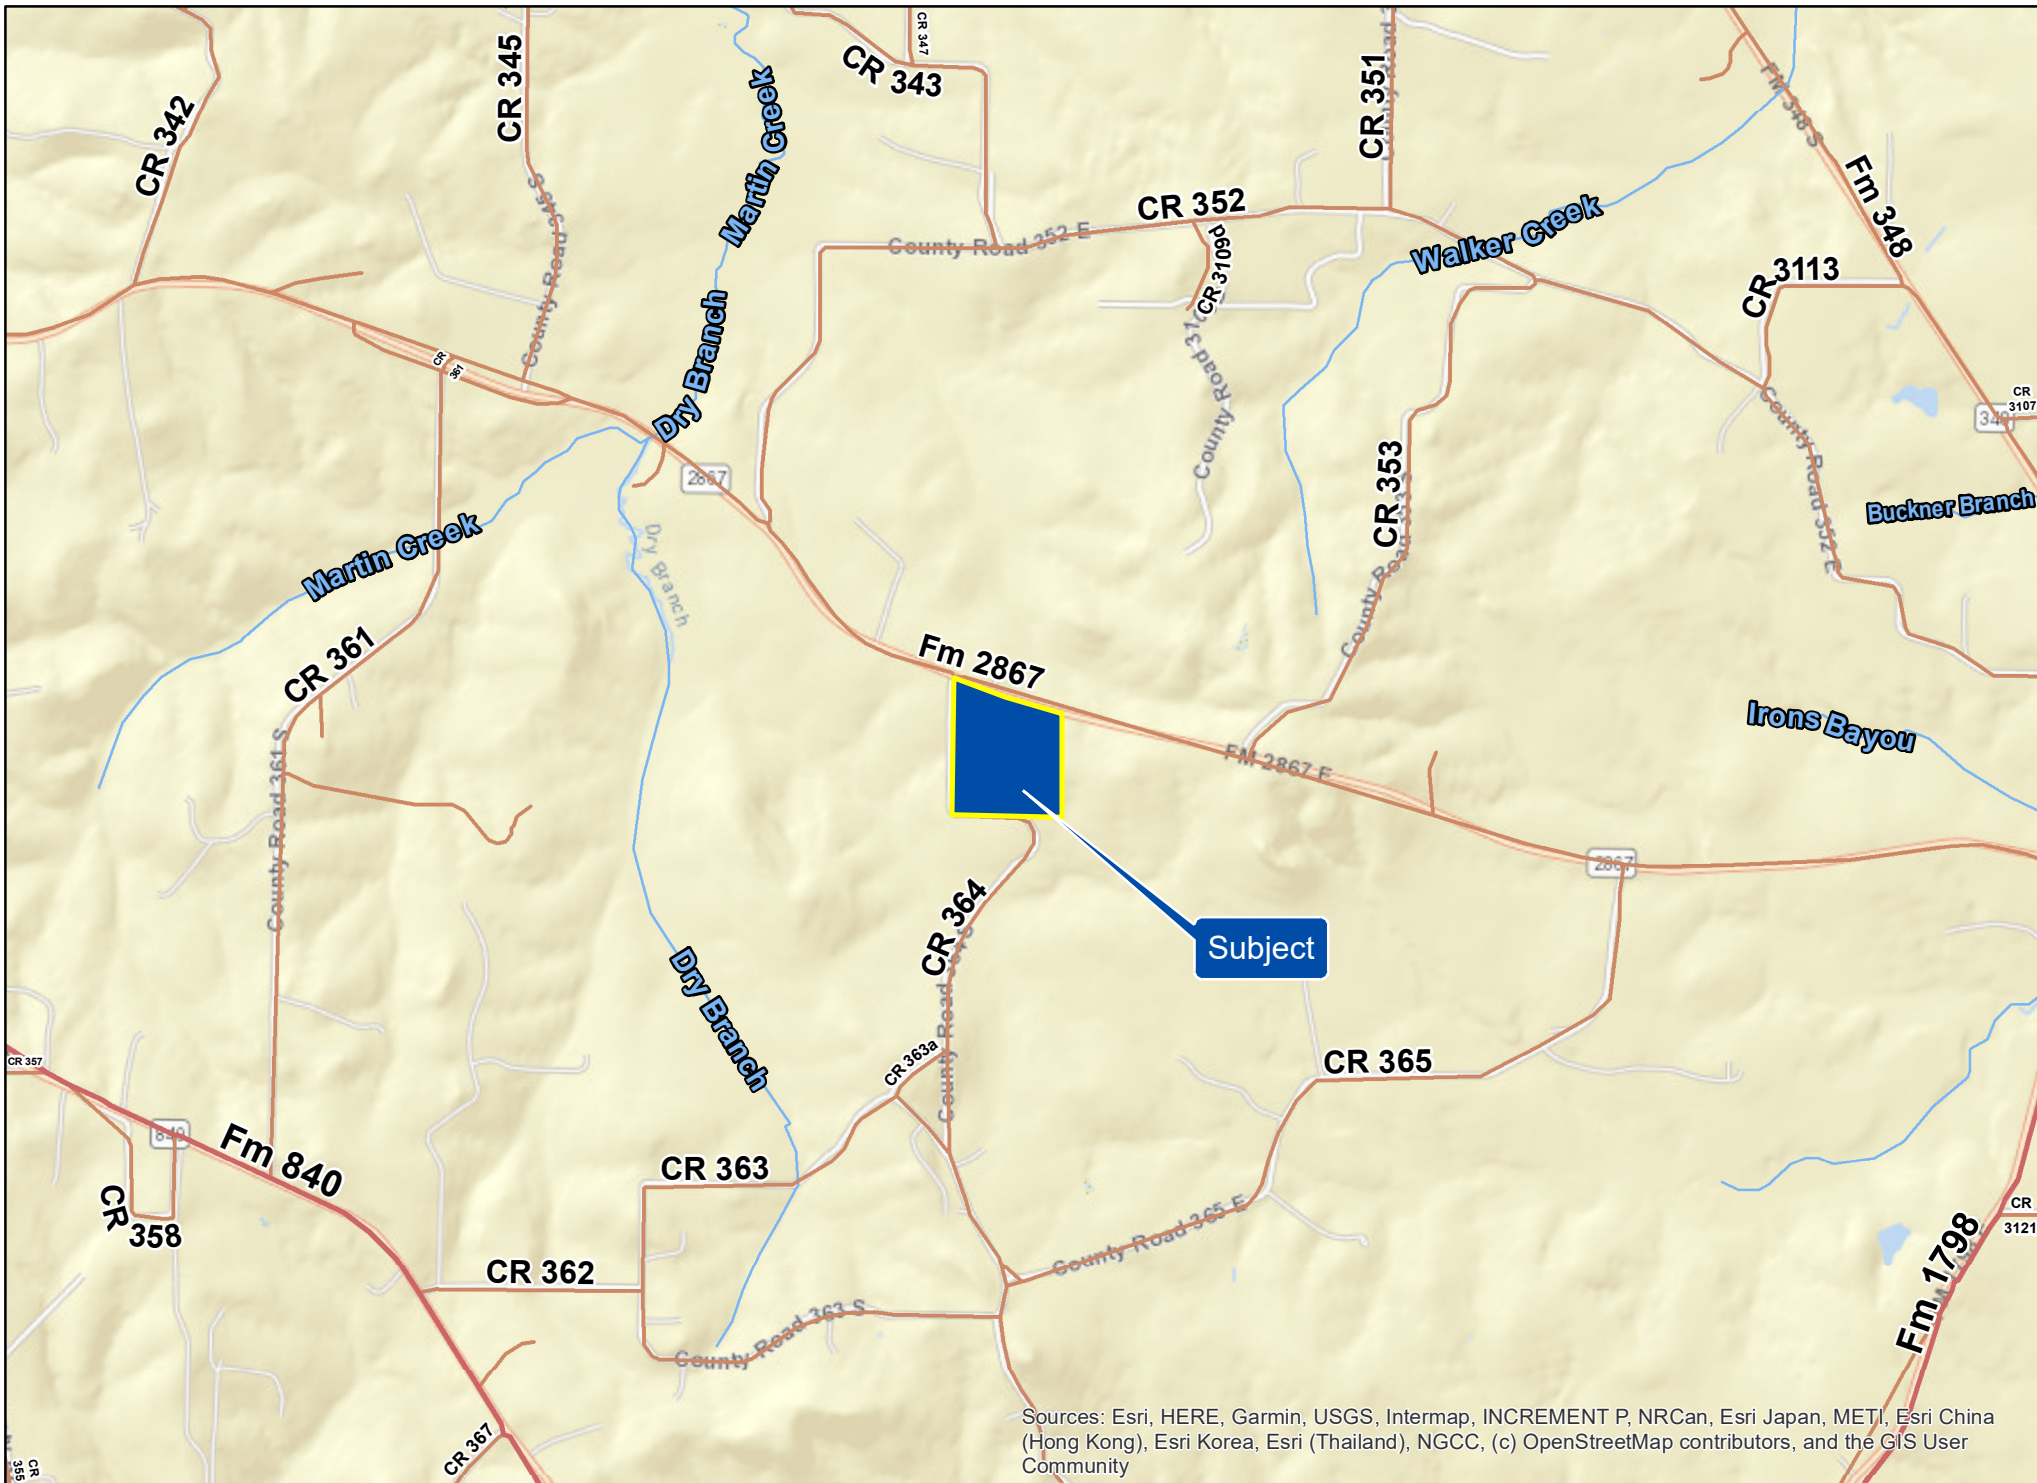 CR 347
CR 345
CR 343
CR 351
CR 342
Martin Creek
FM 348 S
Fm 348
CR 352
County Road 352 E
Walker Creek
CR 3106d
CR 3113
Martin Creek
Dry Branch
CR
361
CR
3107
County Road 352 E
CR 353
Buckner Branch
2867
Martin Creek
Dry Branch
CR 361
Fm 2867
FM 2867 E
Irons Bayou
County Road 361 S
2867
CR 364
Subject
Dry Branch
CR 363a
CR 365
CR 357
840
Fm 840
CR 363
CR
358
CR 362
County Road 365 E
County Road 363 S
CR
3121
Fm 1798
CR 367
CR
355
Sources: Esri, HERE, Garmin, USGS, Intermap, INCREMENT P, NRCan, Esri Japan, METI, Esri China
(Hong Kong), Esri Korea, Esri (Thailand), NGCC, (c) OpenStreetMap contributors, and the GIS User
Community